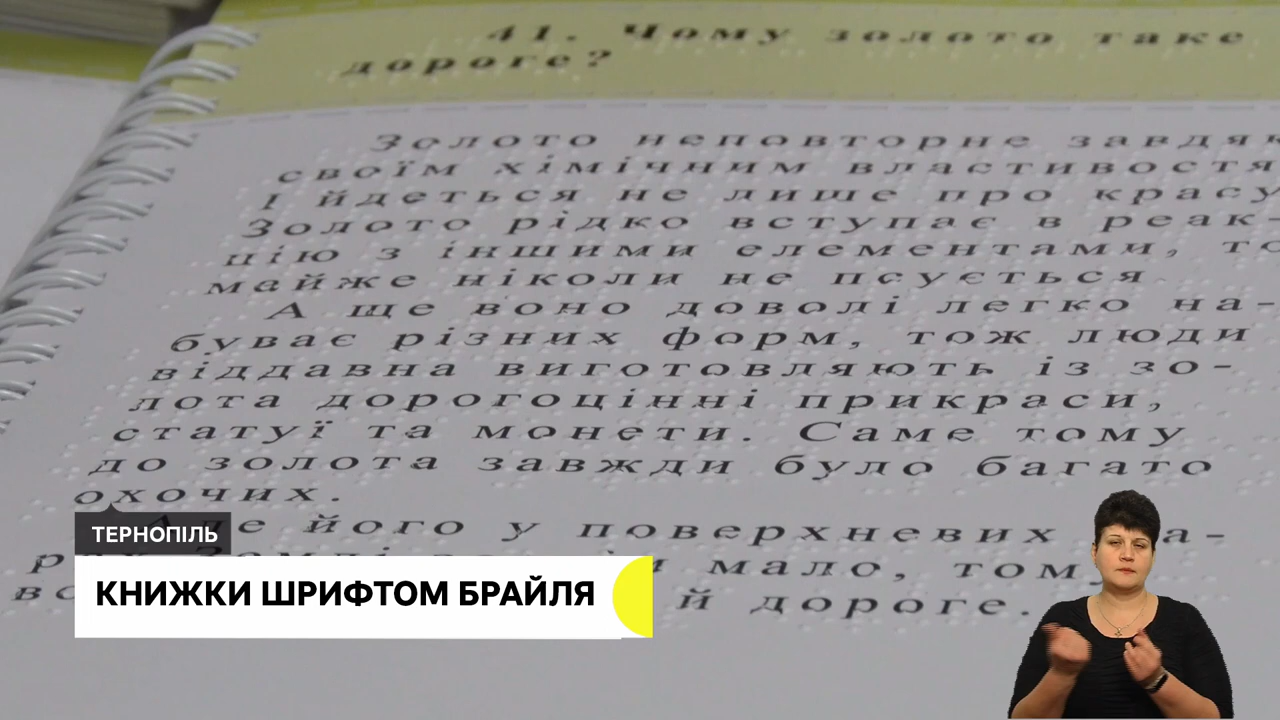 41. Чому золото таке
дороге?
Золото неповторне завдяк
своїм хімічним властивостя
І йдеться не лише про красу
Золото рідко вступає в реак-
цію з іншими елементами, то
майже ніколи не псується
А ще воно доволі легко на-
буває різних форм, тож люди
віддавна виготовляють із зо-
лота дорогоцінні прикраси,
статуї та монети. Саме тому
до золота завжди було багато
охочих.
його у поверхневих
мало, том
й дороге.
ТЕРНОПІЛЬ
КНИЖКИ ШРИФТОМ БРАЙЛЯ